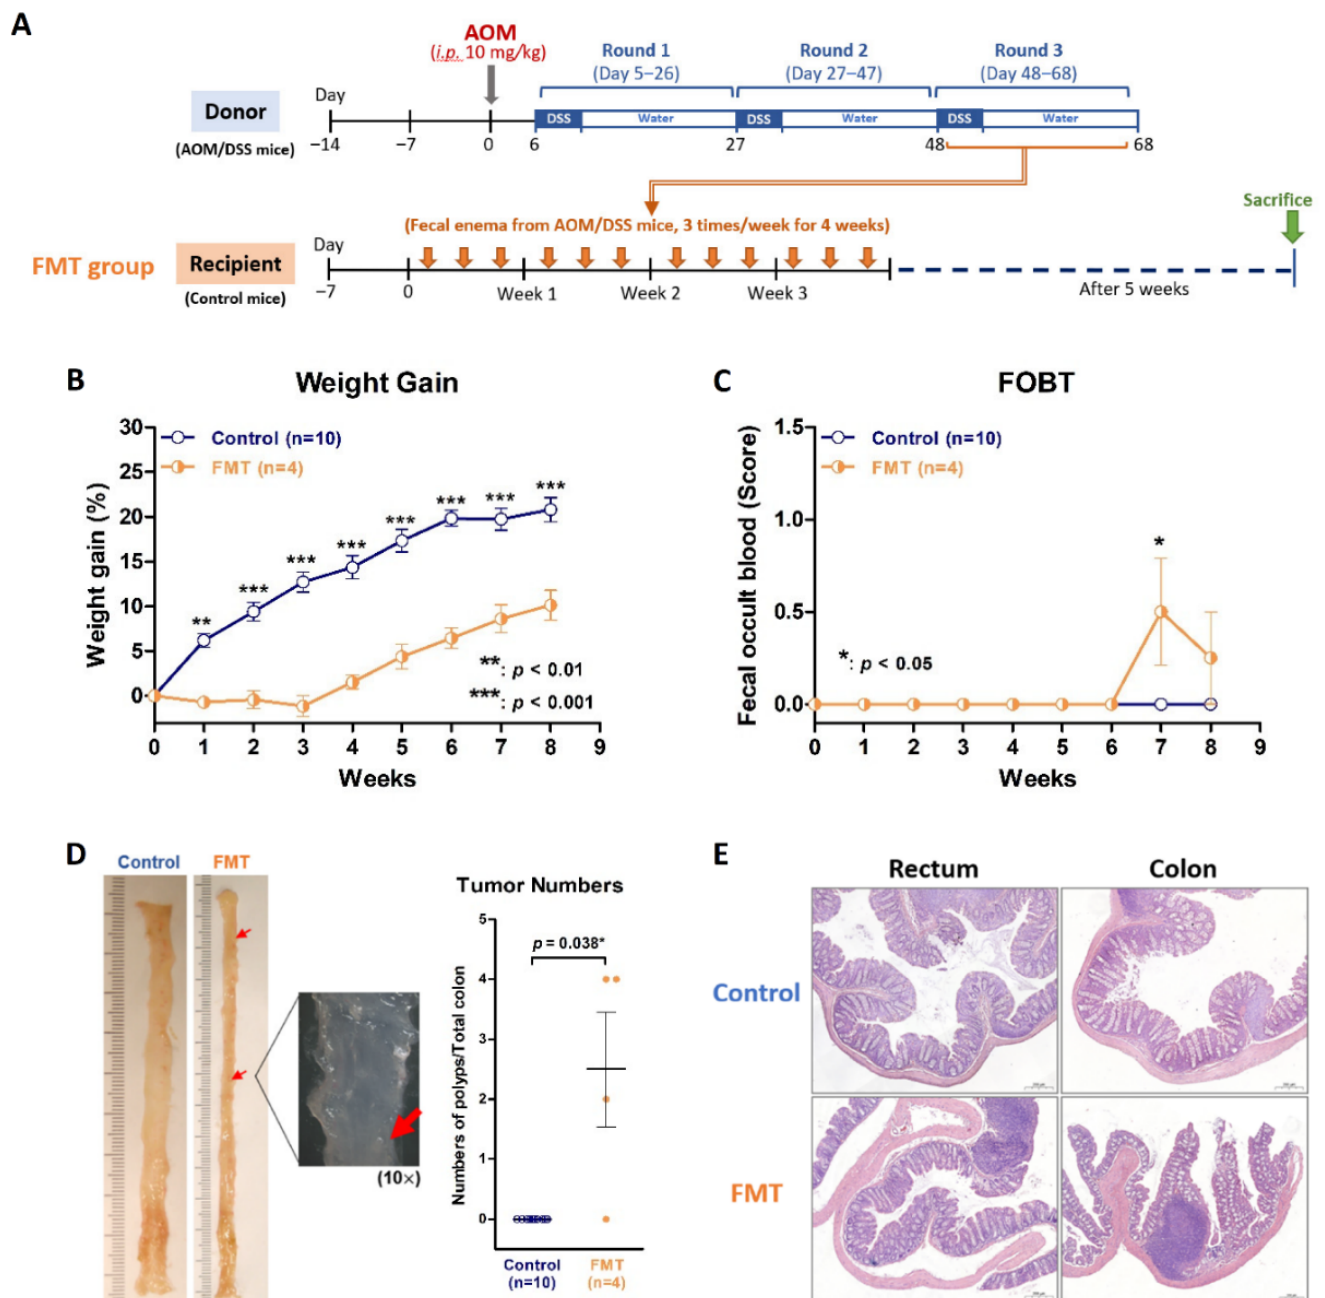 A
AOM
(i.p. 10 mg/kg)
Round 1
(Day 5–26)
Round 2
(Day 27–47)
Round 3
(Day 48–68)
Donor
(AOM/DSS mice)
Day
DSS
Water
DSS
Water
DSS
Water
−14
−7
0
6
27
48
68
(Fecal enema from AOM/DSS mice, 3 times/week for 4 weeks)
Sacrifice
FMT group
Recipient
(Control mice)
Day
−7
0
Week 1
Week 2
Week 3
After 5 weeks
B
Weight Gain
Control (n=10)
FMT (n=4)
Weight gain (%)
30
25
20
15
10
5
0
**
***
***
***
***
***
***
***
**: p < 0.01
***: p < 0.001
0 1 2 3 4 5 6 7 8 9
Weeks
C
FOBT
Control (n=10)
FMT (n=4)
Fecal occult blood (Score)
1.5
1.0
0.5
0.0
*
*: p < 0.05
0 1 2 3 4 5 6 7 8 9
Weeks
D
Control
FMT
(10×)
Tumor Numbers
Numbers of polyps/Total colon
5
4
3
2
1
0
p = 0.038*
Control
(n=10)
FMT
(n=4)
E
Rectum
Colon
Control
FMT